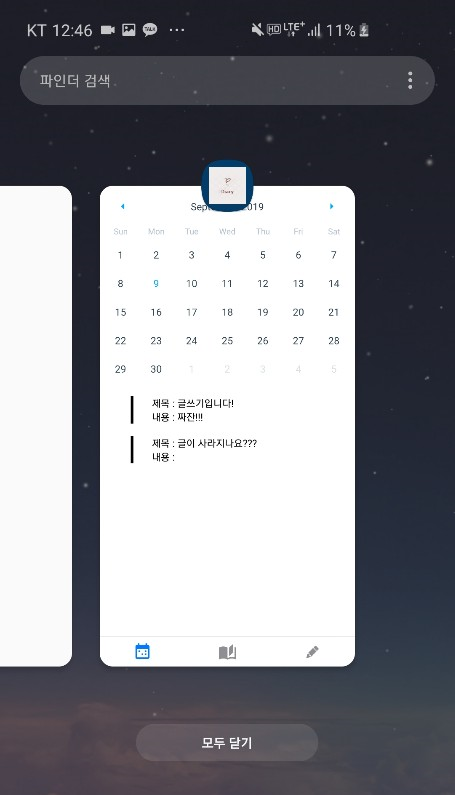 KT 12:46 TALK ... HD LTE+ 11%
파인더 검색
Diary
Sept 2019
Sun Mon Tue Wed Thu Fri Sat
1 2 3 4 5 6 7
8 9 10 11 12 13 14
15 16 17 18 19 20 21
22 23 24 25 26 27 28
29 30 1 2 3 4 5
제목 : 글쓰기입니다!
내용 : 짜잔!!!
제목 : 글이 사라지나요???
내용 :
모두 닫기